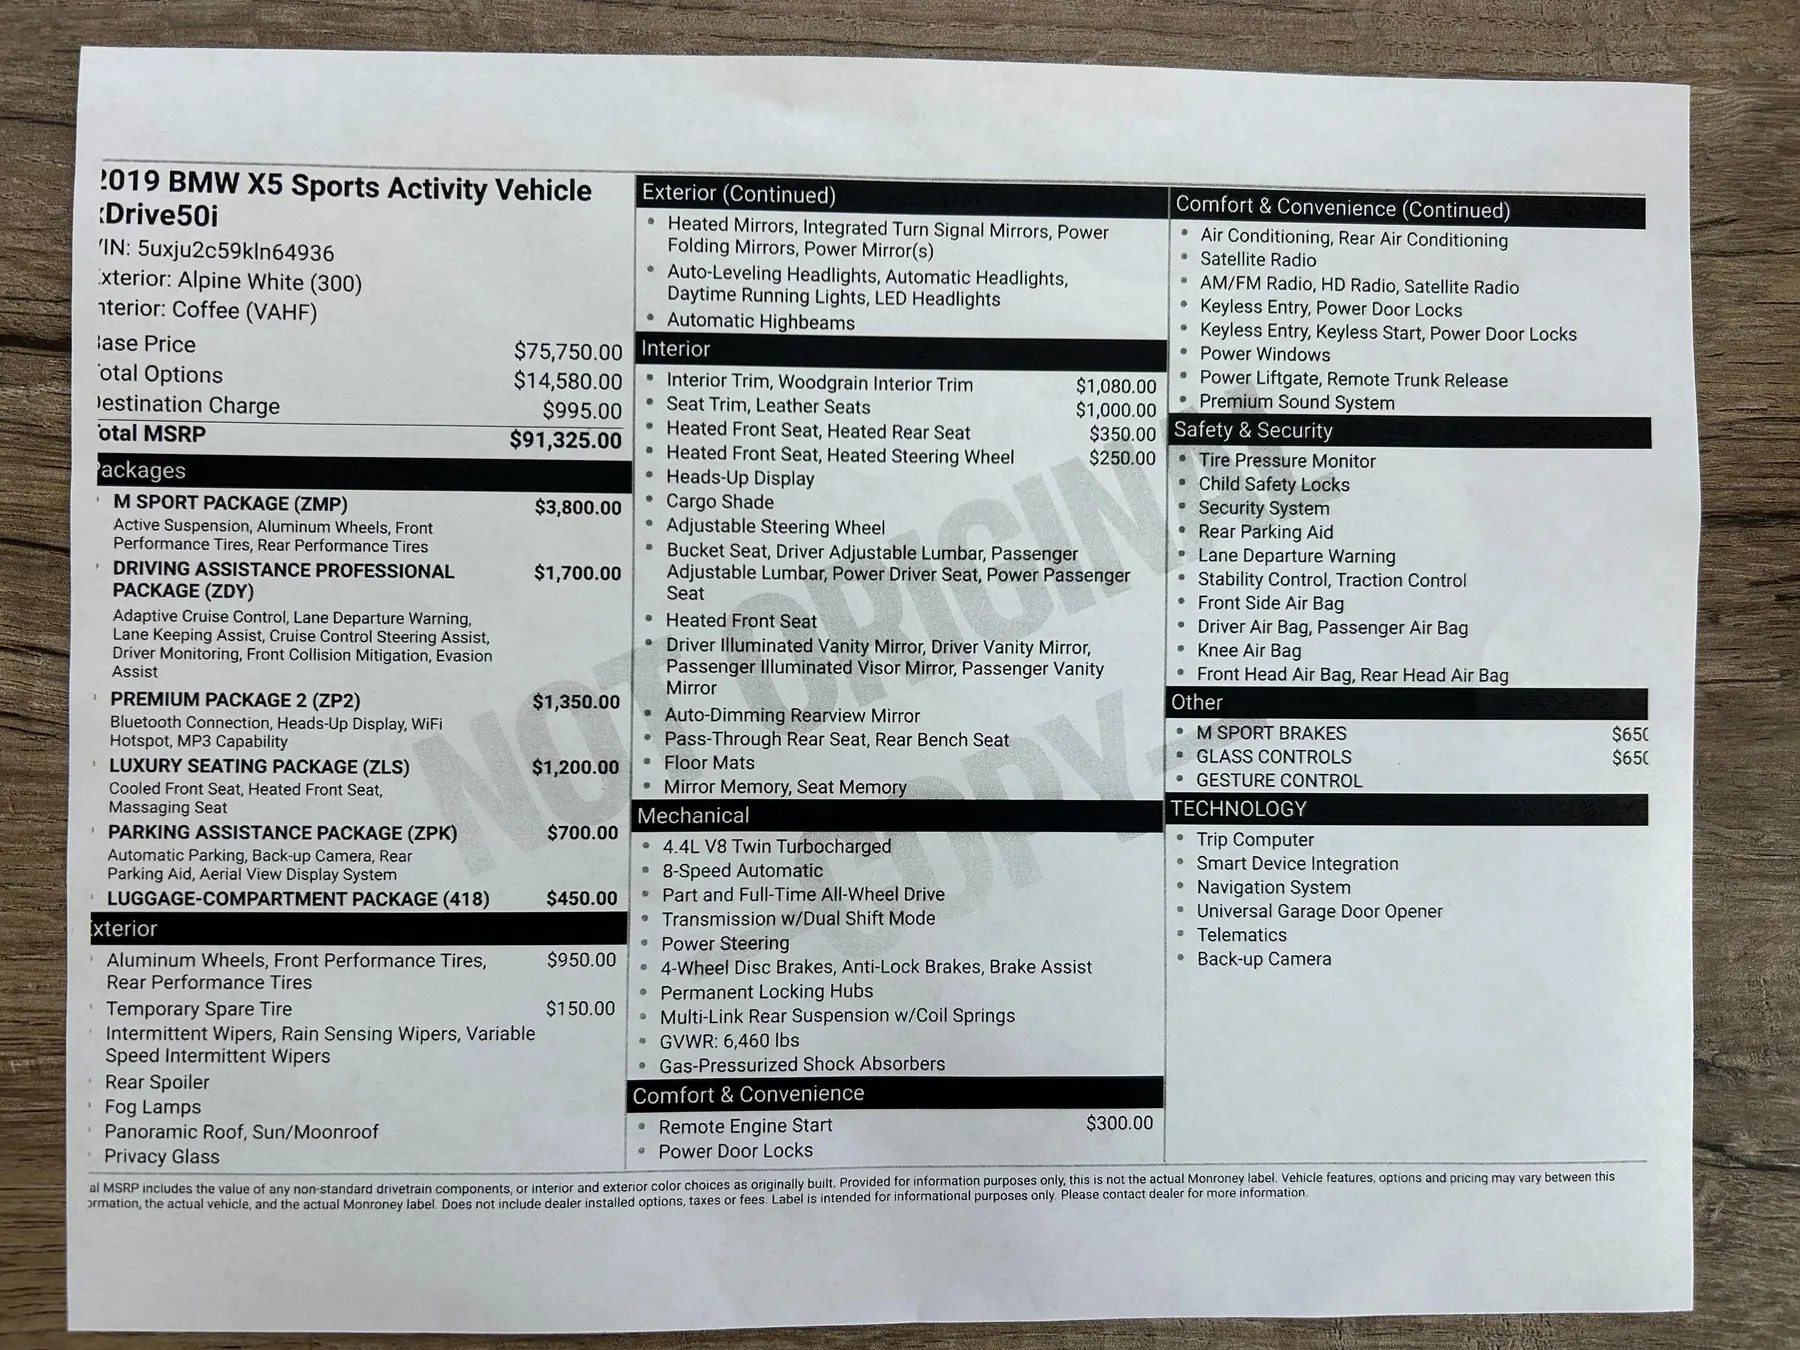 2019 BMW X5 Sports Activity Vehicle
xDrive50i
VIN: 5uxju2c59kln64936
Exterior: Alpine White (300)
Interior: Coffee (VAHF)
Base Price $75,750.00
Total Options $14,580.00
Destination Charge $995.00
Total MSRP $91,325.00
Packages
M SPORT PACKAGE (ZMP) $3,800.00
Active Suspension, Aluminum Wheels, Front
Performance Tires, Rear Performance Tires
DRIVING ASSISTANCE PROFESSIONAL $1,700.00
PACKAGE (ZDY)
Adaptive Cruise Control, Lane Departure Warning,
Lane Keeping Assist, Cruise Control Steering Assist,
Driver Monitoring, Front Collision Mitigation, Evasion
Assist
PREMIUM PACKAGE 2 (ZP2) $1,350.00
Bluetooth Connection, Heads-Up Display, WiFi
Hotspot, MP3 Capability
LUXURY SEATING PACKAGE (ZLS) $1,200.00
Cooled Front Seat, Heated Front Seat,
Massaging Seat
PARKING ASSISTANCE PACKAGE (ZPK) $700.00
Automatic Parking, Back-up Camera, Rear
Parking Aid, Aerial View Display System
LUGGAGE-COMPARTMENT PACKAGE (418) $450.00
Exterior
Aluminum Wheels, Front Performance Tires, $950.00
Rear Performance Tires
Temporary Spare Tire $150.00
Intermittent Wipers, Rain Sensing Wipers, Variable
Speed Intermittent Wipers
Rear Spoiler
Fog Lamps
Panoramic Roof, Sun/Moonroof
Privacy Glass
Exterior (Continued)
• Heated Mirrors, Integrated Turn Signal Mirrors, Power
Folding Mirrors, Power Mirror(s)
• Auto-Leveling Headlights, Automatic Headlights,
Daytime Running Lights, LED Headlights
• Automatic Highbeams
Interior
• Interior Trim, Woodgrain Interior Trim $1,080.00
• Seat Trim, Leather Seats $1,000.00
• Heated Front Seat, Heated Rear Seat $350.00
• Heated Front Seat, Heated Steering Wheel $250.00
• Heads-Up Display
• Cargo Shade
• Adjustable Steering Wheel
• Bucket Seat, Driver Adjustable Lumbar, Passenger
Adjustable Lumbar, Power Driver Seat, Power Passenger
Seat
• Heated Front Seat
• Driver Illuminated Vanity Mirror, Driver Vanity Mirror,
Passenger Illuminated Visor Mirror, Passenger Vanity
Mirror
• Auto-Dimming Rearview Mirror
• Pass-Through Rear Seat, Rear Bench Seat
• Floor Mats
• Mirror Memory, Seat Memory
Mechanical
• 4.4L V8 Twin Turbocharged
• 8-Speed Automatic
• Part and Full-Time All-Wheel Drive
• Transmission w/Dual Shift Mode
• Power Steering
• 4-Wheel Disc Brakes, Anti-Lock Brakes, Brake Assist
• Permanent Locking Hubs
• Multi-Link Rear Suspension w/Coil Springs
• GVWR: 6,460 lbs
• Gas-Pressurized Shock Absorbers
Comfort & Convenience
• Remote Engine Start $300.00
• Power Door Locks
Comfort & Convenience (Continued)
• Air Conditioning, Rear Air Conditioning
• Satellite Radio
• AM/FM Radio, HD Radio, Satellite Radio
• Keyless Entry, Power Door Locks
• Keyless Entry, Keyless Start, Power Door Locks
• Power Windows
• Power Liftgate, Remote Trunk Release
• Premium Sound System
Safety & Security
• Tire Pressure Monitor
• Child Safety Locks
• Security System
• Rear Parking Aid
• Lane Departure Warning
• Stability Control, Traction Control
• Front Side Air Bag
• Driver Air Bag, Passenger Air Bag
• Knee Air Bag
• Front Head Air Bag, Rear Head Air Bag
Other
• M SPORT BRAKES $650
• GLASS CONTROLS $650
• GESTURE CONTROL
TECHNOLOGY
• Trip Computer
• Smart Device Integration
• Navigation System
• Universal Garage Door Opener
• Telematics
• Back-up Camera
NOT ORIGINAL
COPY
al MSRP includes the value of any non-standard drivetrain components, or interior and exterior color choices as originally built. Provided for information purposes only, this is not the actual Monroney label. Vehicle features, options and pricing may vary between this
ormation, the actual vehicle, and the actual Monroney label. Does not include dealer installed options, taxes or fees. Label is intended for informational purposes only. Please contact dealer for more information.